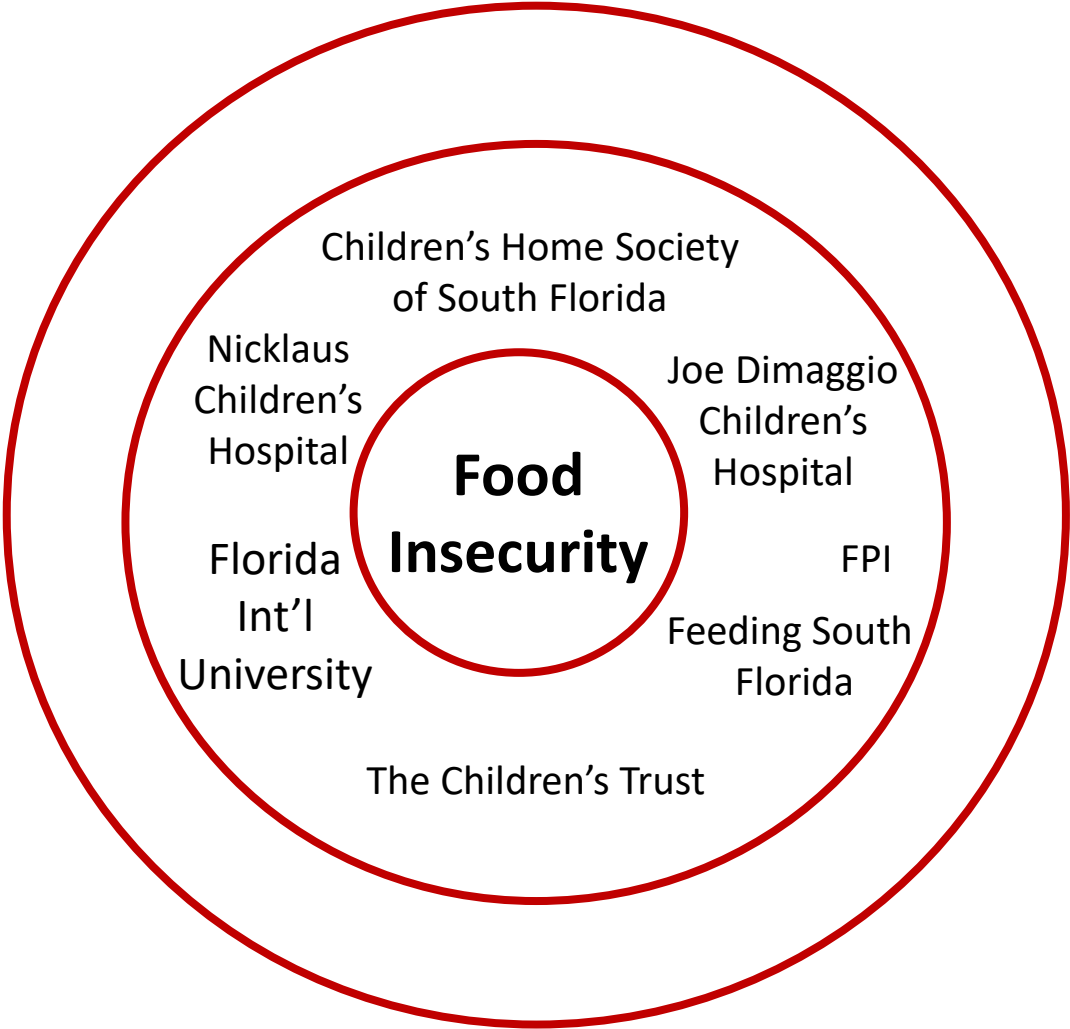 Children’s Home Society
of South Florida
Nicklaus
Children’s
Hospital
Joe Dimaggio
Children’s
Hospital
Food
Insecurity
Florida
Int’l
University
FPI
Feeding South
Florida
The Children’s Trust